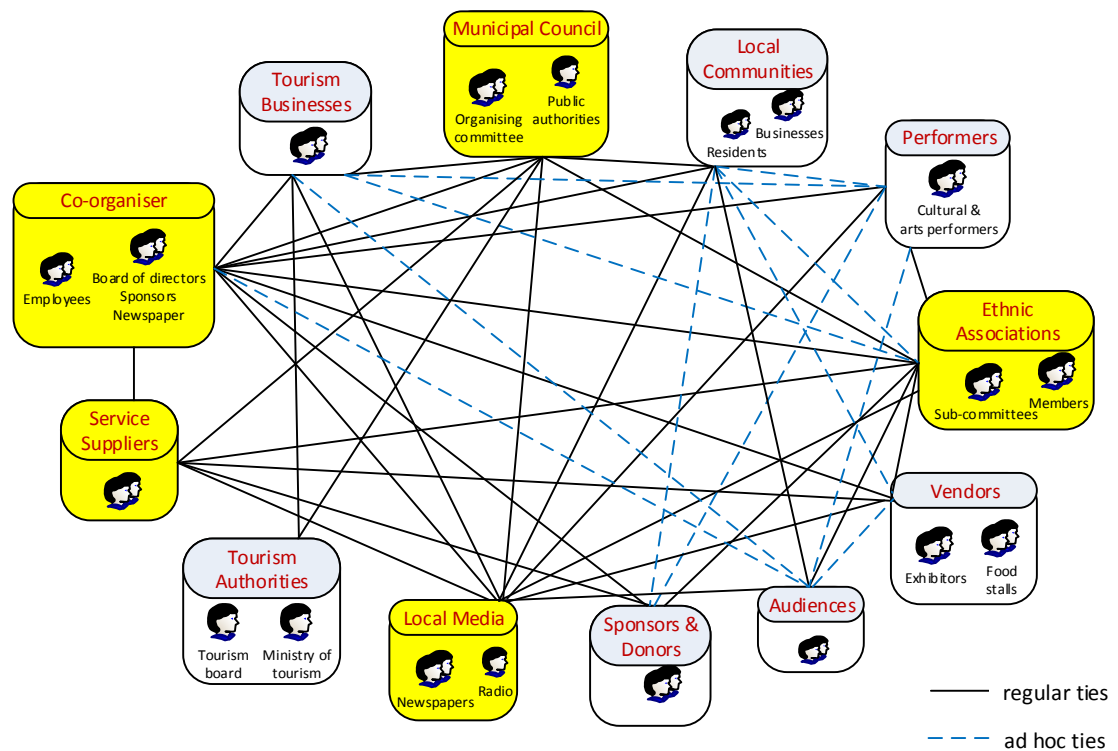 Municipal Council
Organising
committee
Public
authorities
Local
Communities
Businesses
Residents
Tourism
Businesses
Performers
Cultural &
arts performers
Co-organiser
Employees
Board of directors
Sponsors
Newspaper
Ethnic
Associations
Sub-committees
Members
Service
Suppliers
Vendors
Exhibitors
Food
stalls
Tourism
Authorities
Tourism
board
Ministry of
tourism
Local Media
Newspapers
Radio
Sponsors &
Donors
Audiences
regular ties
ad hoc ties